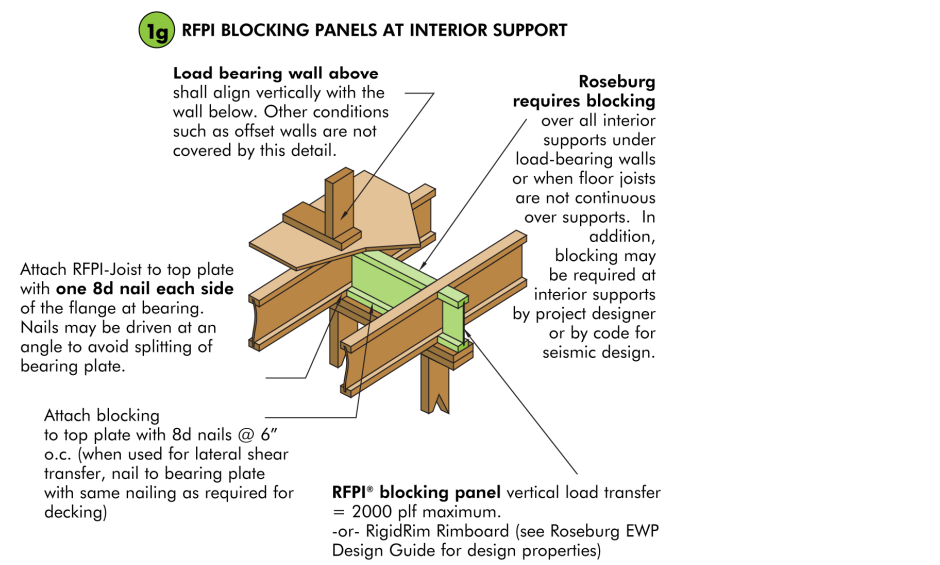 1g RFPI BLOCKING PANELS AT INTERIOR SUPPORT
Load bearing wall above
shall align vertically with the
wall below. Other conditions
such as offset walls are not
covered by this detail.
Roseburg
requires blocking
over all interior
supports under
load-bearing walls
or when floor joists
are not continuous
over supports. In
addition,
blocking may
be required at
interior supports
by project designer
or by code for
seismic design.
Attach RFPI-Joist to top plate
with one 8d nail each side
of the flange at bearing.
Nails may be driven at an
angle to avoid splitting of
bearing plate.
Attach blocking
to top plate with 8d nails @ 6”
o.c. (when used for lateral shear
transfer, nail to bearing plate
with same nailing as required for
decking)
RFPI® blocking panel vertical load transfer
= 2000 plf maximum.
-or- RigidRim Rimboard (see Roseburg EWP
Design Guide for design properties)